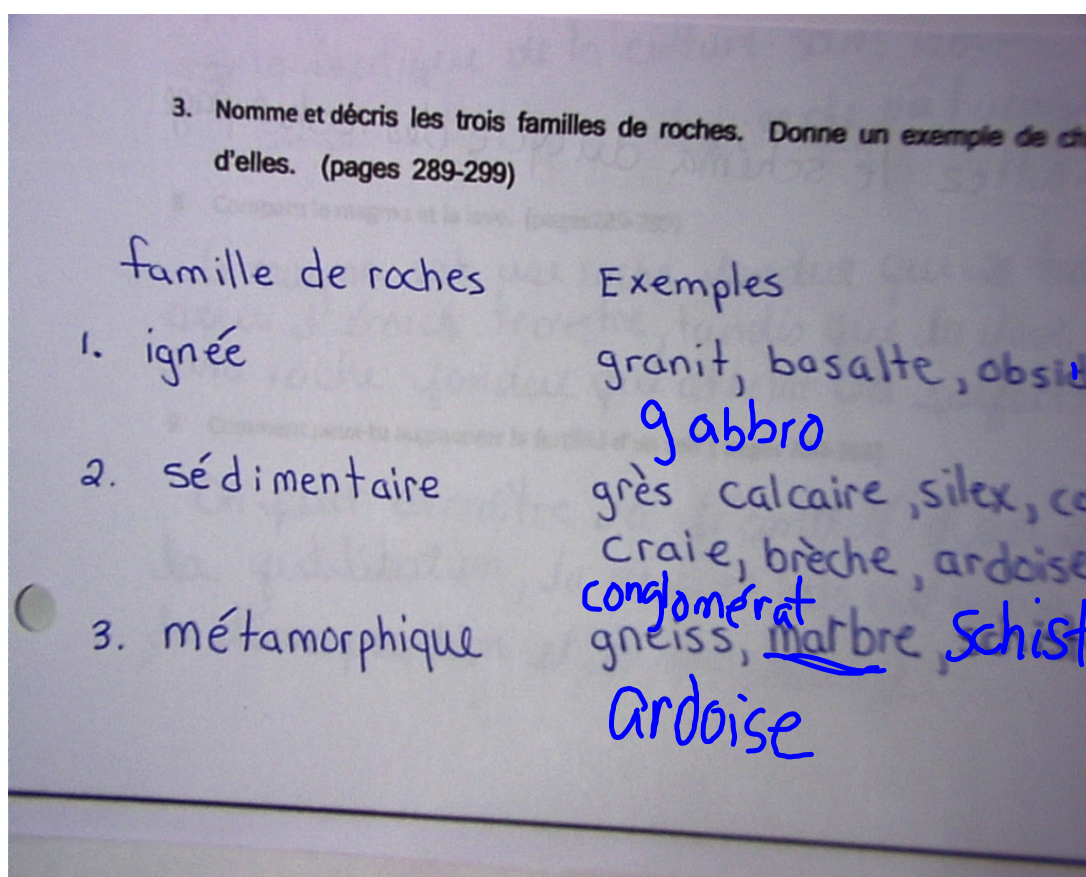 3. Nomme et décris les trois familles de roches. Donne un exemple de
d'elles. (pages 289-299)
famille de roches Exemples
1. ignée granit, basalte,
gabbro
2. sédimentaire grès calcaire, silex,
craie, brèche, ardoise
conglomérat
3. métamorphique gneiss, marbre,
ardoise